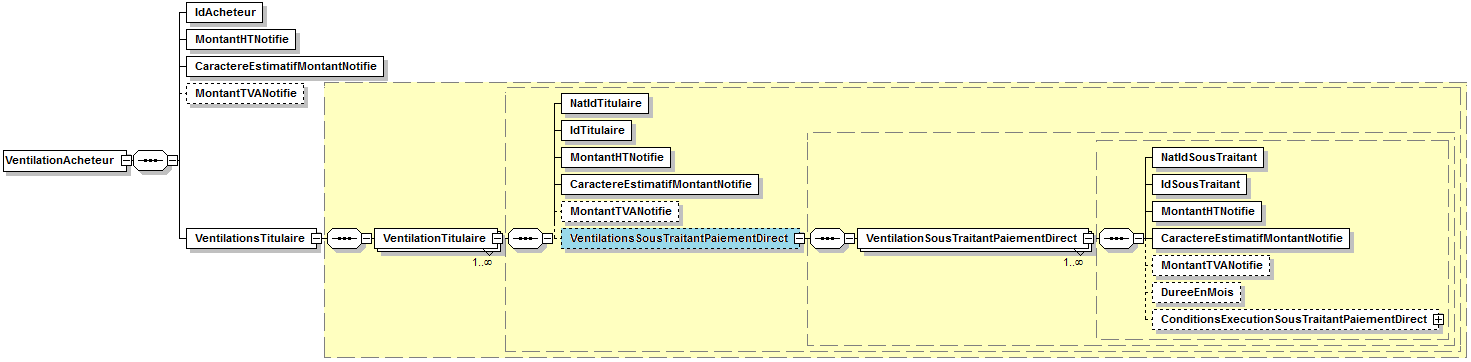 IdAcheteur
MontantHTNotifie
CaractereEstimatifMontantNotifie
MontantTVANotifie
VentilationAcheteur
VentilationsTitulaire
VentilationTitulaire
1..∞
NatIdTitulaire
IdTitulaire
MontantHTNotifie
CaractereEstimatifMontantNotifie
MontantTVANotifie
VentilationsSousTraitantPaiementDirect
VentilationSousTraitantPaiementDirect
1..∞
NatIdSousTraitant
IdSousTraitant
MontantHTNotifie
CaractereEstimatifMontantNotifie
MontantTVANotifie
DureeEnMois
ConditionsExecutionSousTraitantPaiementDirect